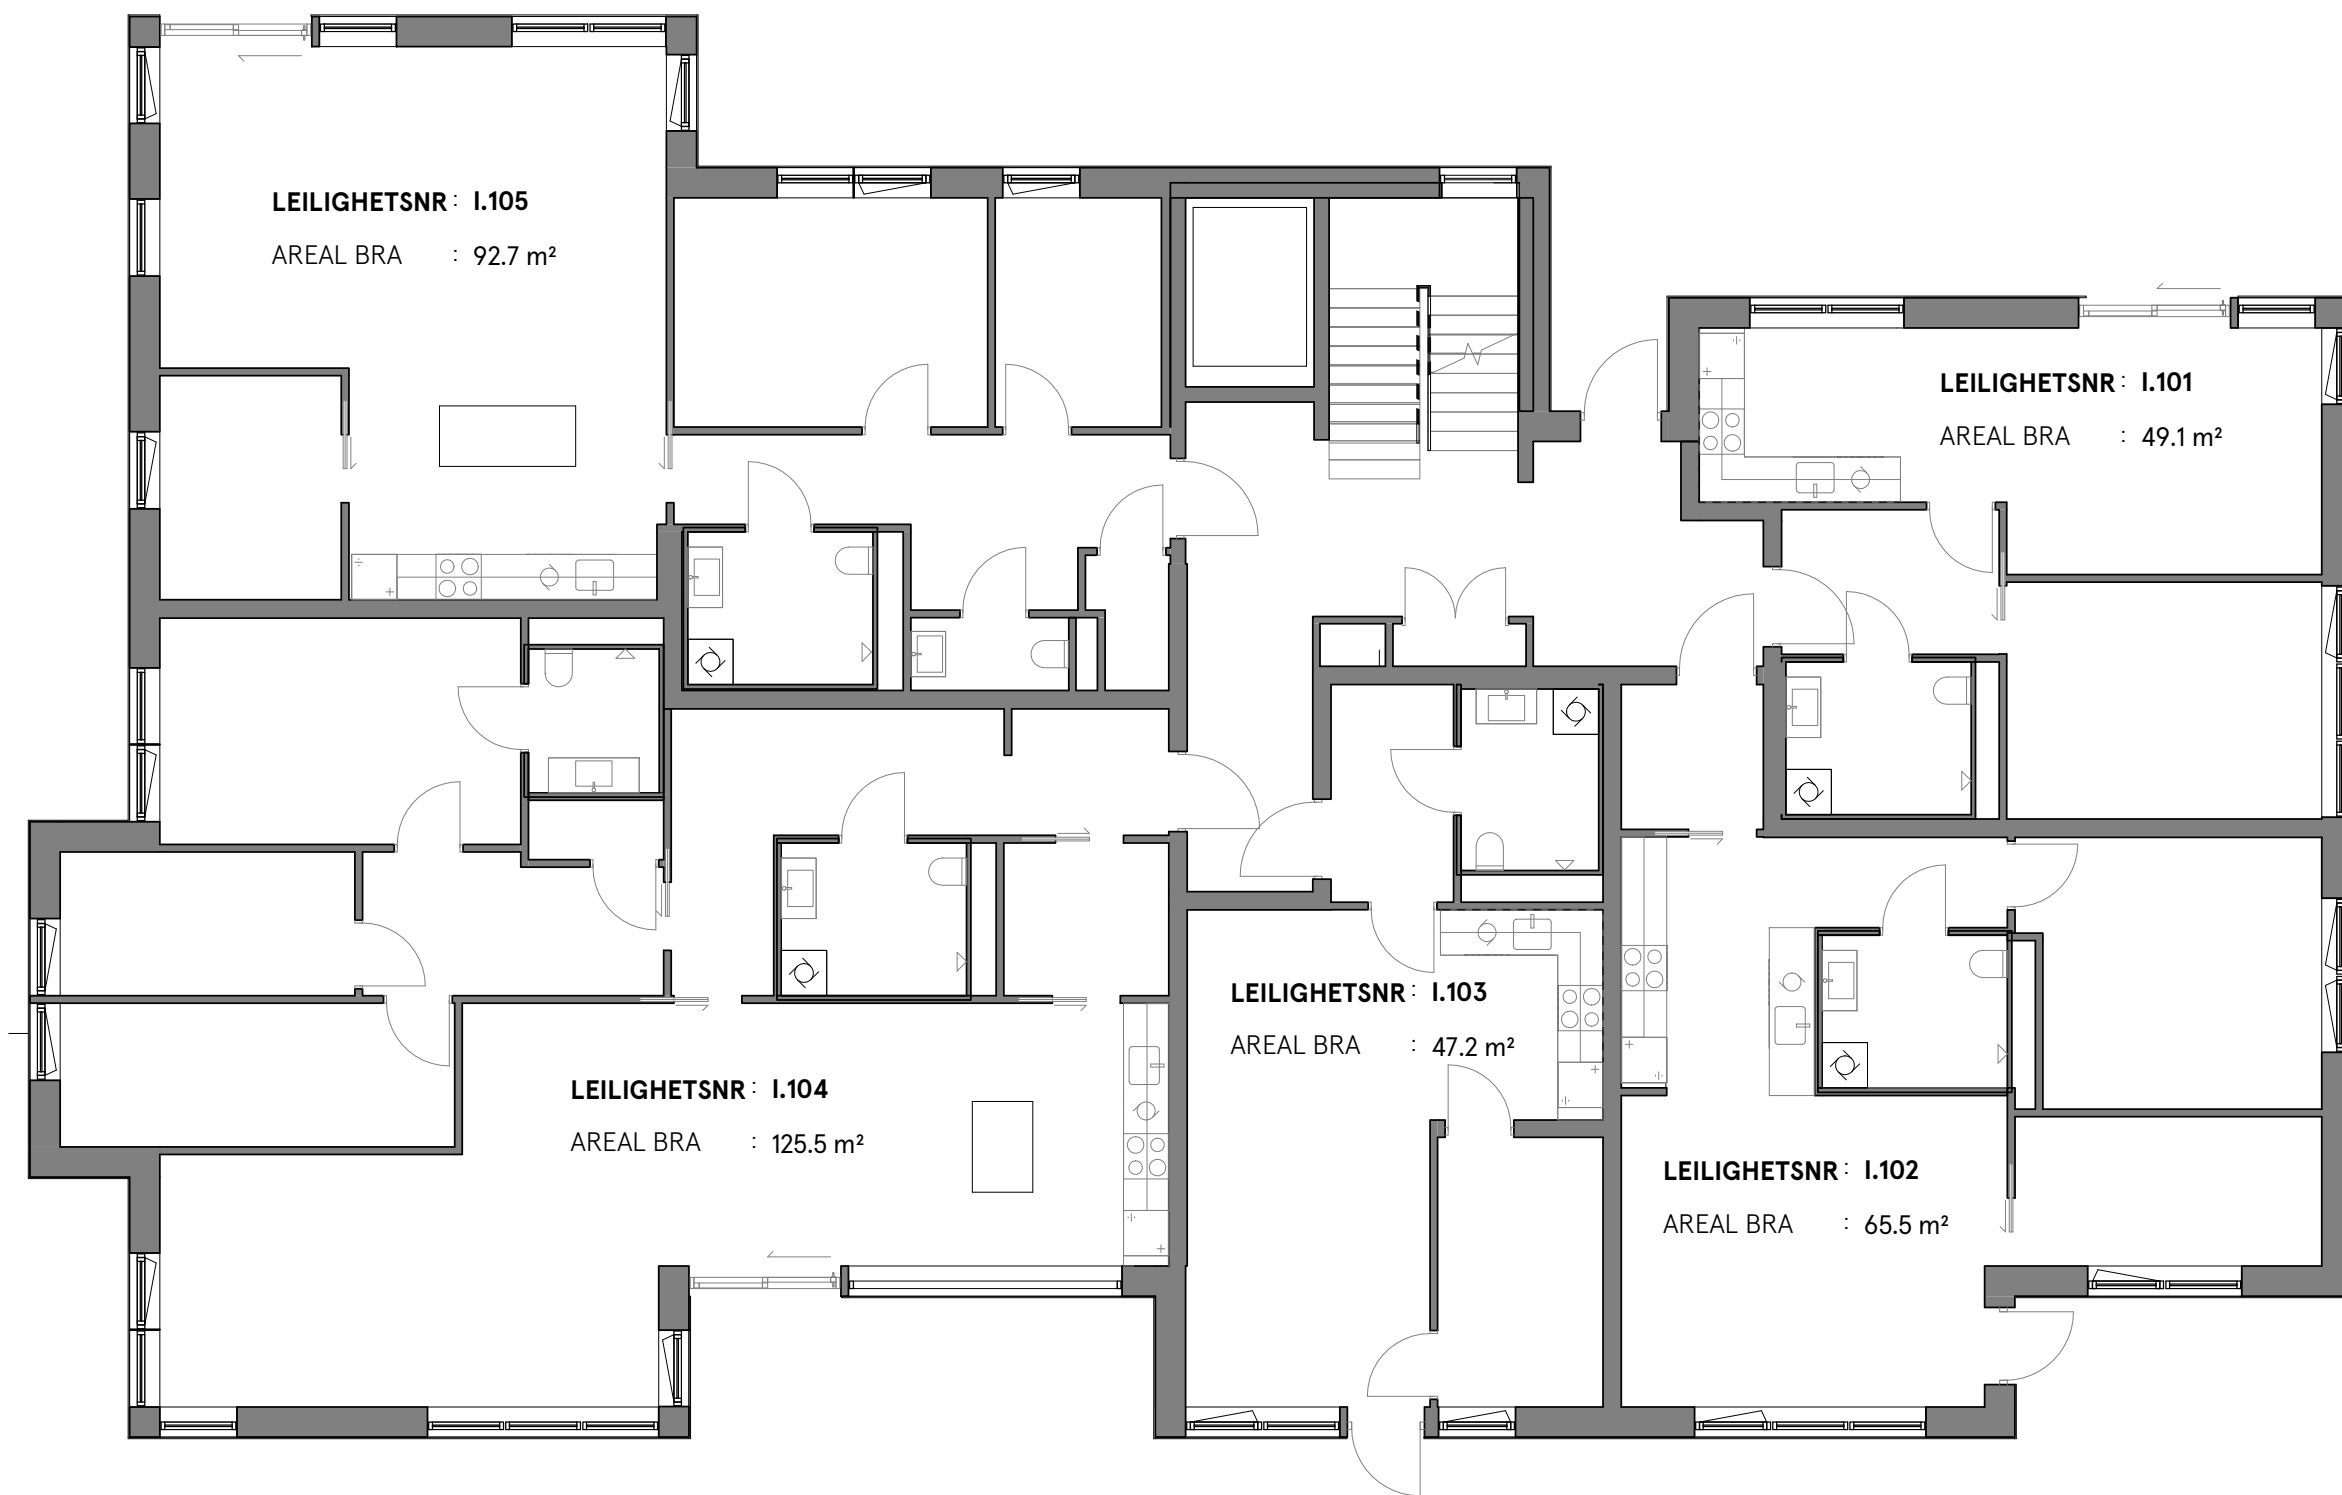 LEILIGHETSNR : I.105
AREAL BRA : 92.7 m²
LEILIGHETSNR : I.101
AREAL BRA : 49.1 m²
LEILIGHETSNR : I.103
AREAL BRA : 47.2 m²
LEILIGHETSNR : I.104
AREAL BRA : 125.5 m²
LEILIGHETSNR : I.102
AREAL BRA : 65.5 m²